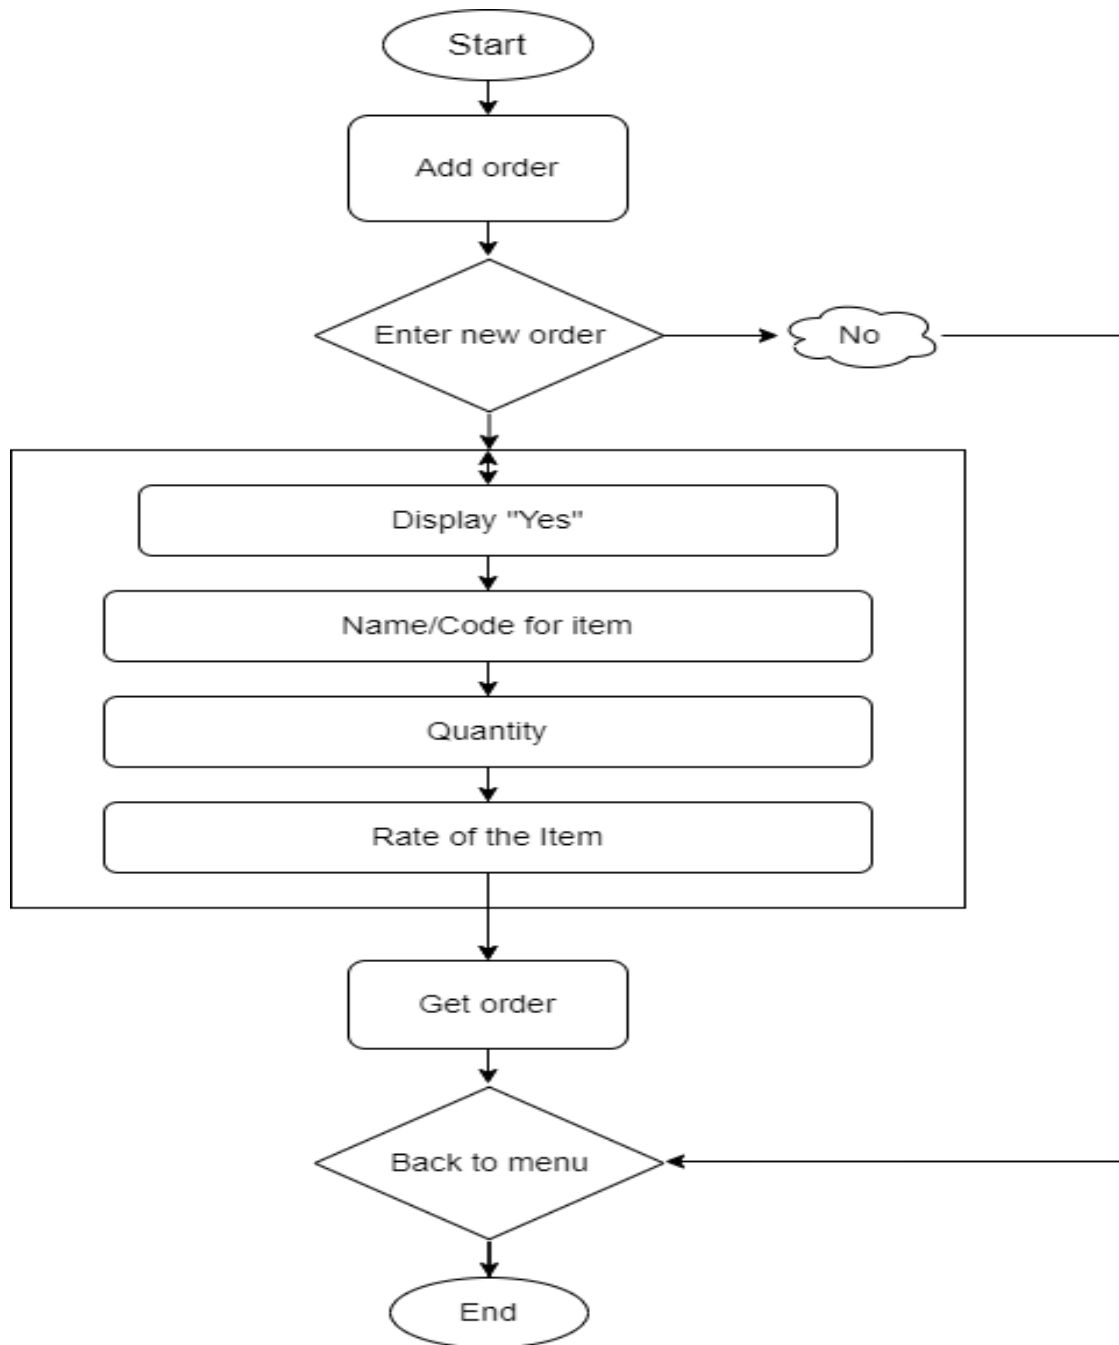 Start
Add order
Enter new order
No
Display "Yes"
Name/Code for item
Quantity
Rate of the Item
Get order
Back to menu
End